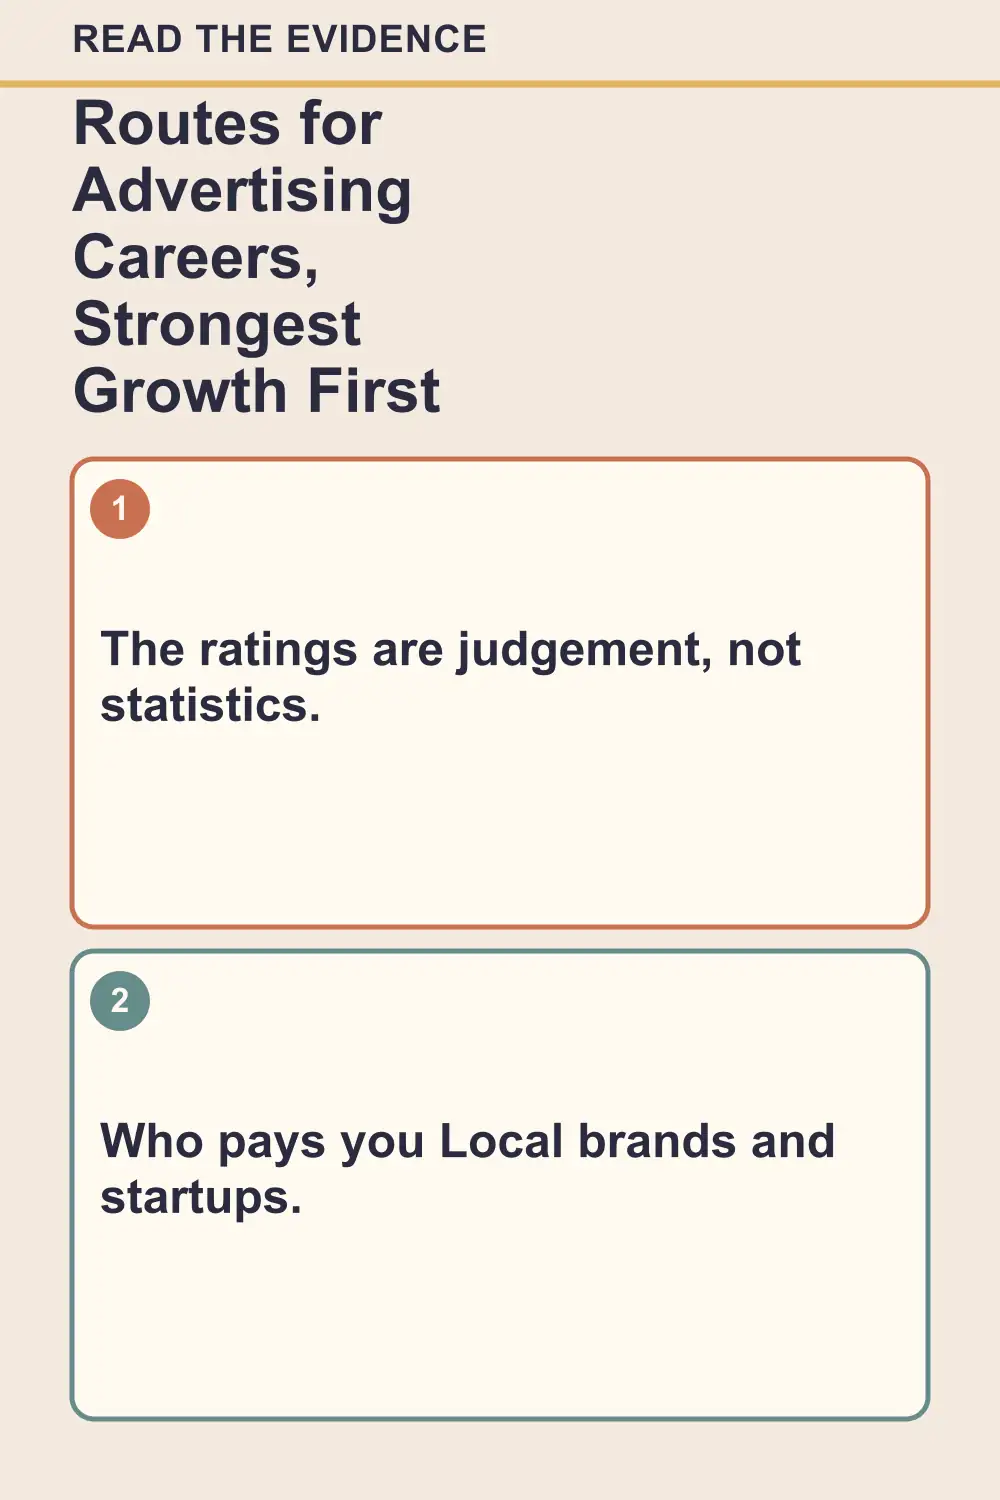 READ THE EVIDENCE
Routes for
Advertising
Careers,
Strongest
Growth First
1
The ratings are judgement, not
statistics.
2
Who pays you Local brands and
startups.